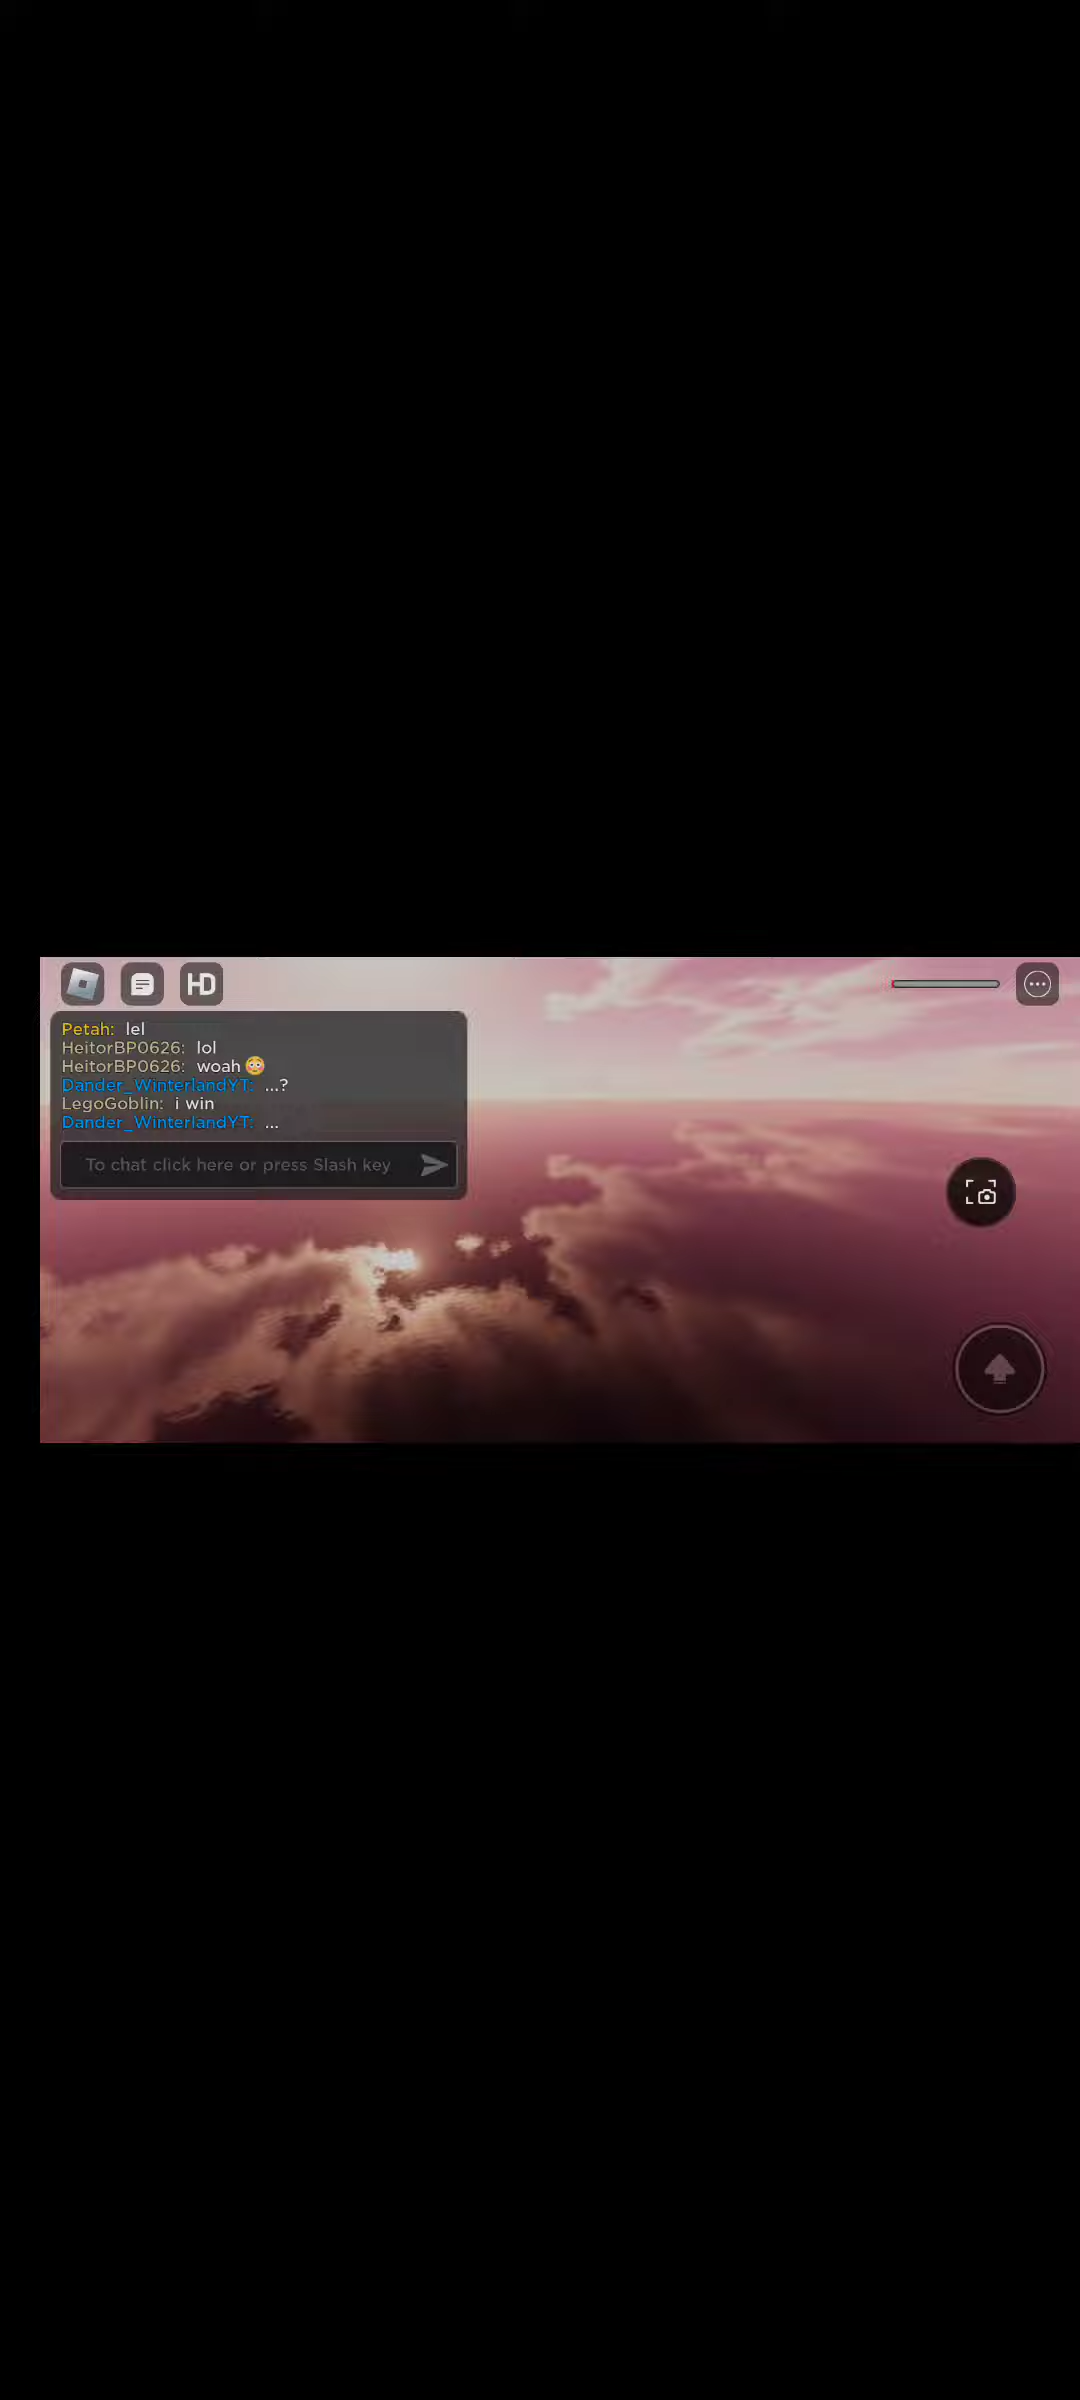 HD
Petah: lel
HeitorBP0626: lol
HeitorBP0626: woah 😳
Dander_WinterlandYT: ...?
LegoGoblin: i win
Dander_WinterlandYT: ...
To chat click here or press Slash key